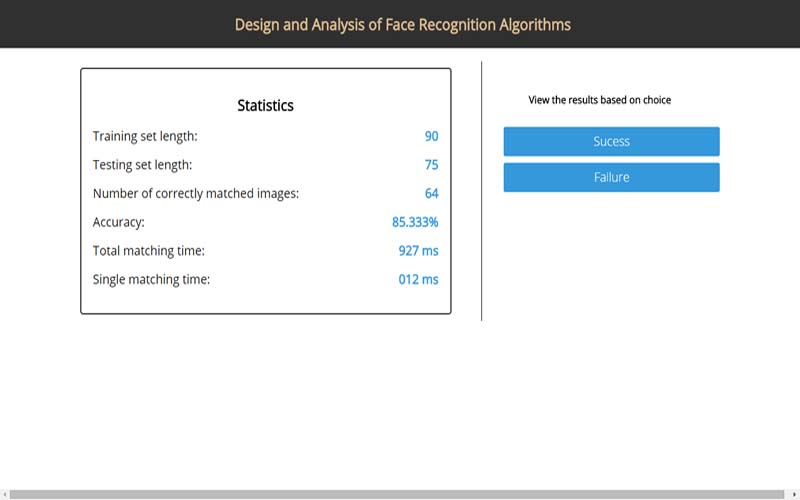 Design and Analysis of Face Recognition Algorithms
Statistics
Training set length: 90
Testing set length: 75
Number of correctly matched images: 64
Accuracy: 85.333%
Total matching time: 927 ms
Single matching time: 012 ms
View the results based on choice
Sucess
Failure